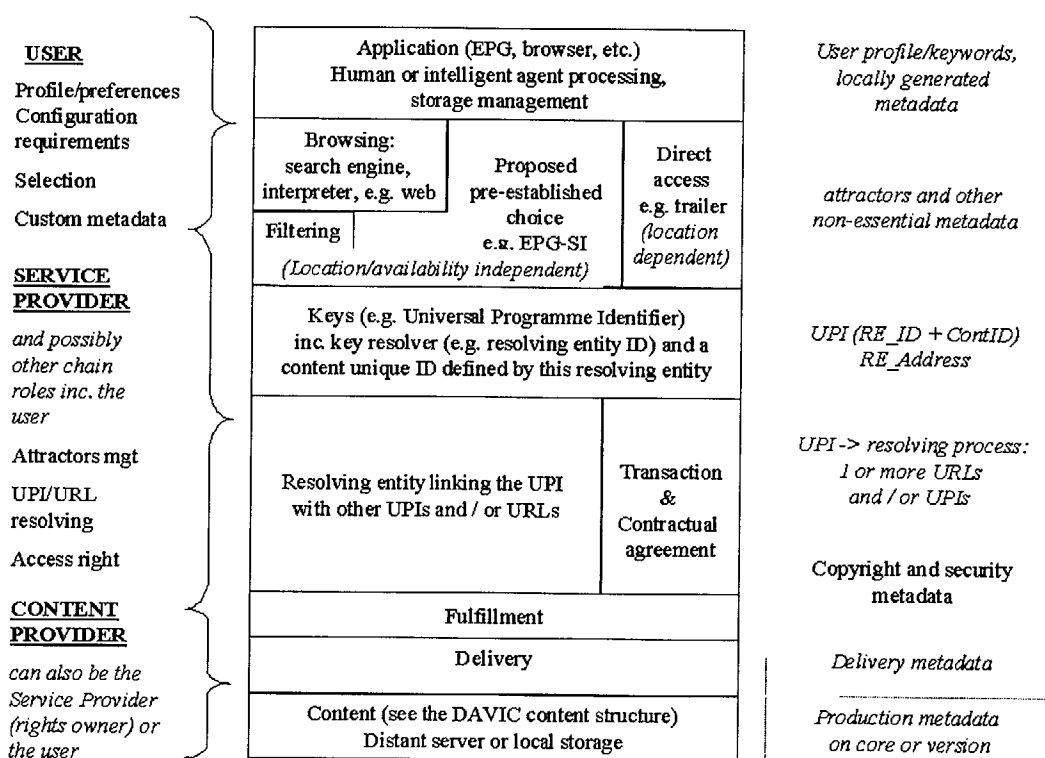 USER
Profile/preferences
Configuration
requirements
Selection
Custom metadata
SERVICE
PROVIDER
and possibly
other chain
roles inc. the
user
Attractors mgt
UPI/URL
resolving
Access right
CONTENT
PROVIDER
can also be the
Service Provider
(rights owner) or
the user
Application (EPG, browser, etc.)
Human or intelligent agent processing,
storage management
Browsing:
search engine,
interpreter, e.g. web
Filtering
Proposed
pre-established
choice
e.g. EPG-SI
(Location/availability independent)
Direct
access
e.g. trailer
(location
dependent)
Keys (e.g. Universal Programme Identifier)
inc. key resolver (e.g. resolving entity ID) and a
content unique ID defined by this resolving entity
Resolving entity linking the UPI
with other UPIs and / or URLs
Transaction
&
Contractual
agreement
Fulfillment
Delivery
Content (see the DAVIC content structure)
Distant server or local storage
User profile/keywords,
locally generated
metadata
attractors and other
non-essential metadata
UPI (RE_ID + ContID)
RE_Address
UPI -> resolving process:
1 or more URLs
and / or UPIs
Copyright and security
metadata
Delivery metadata
Production metadata
on core or version